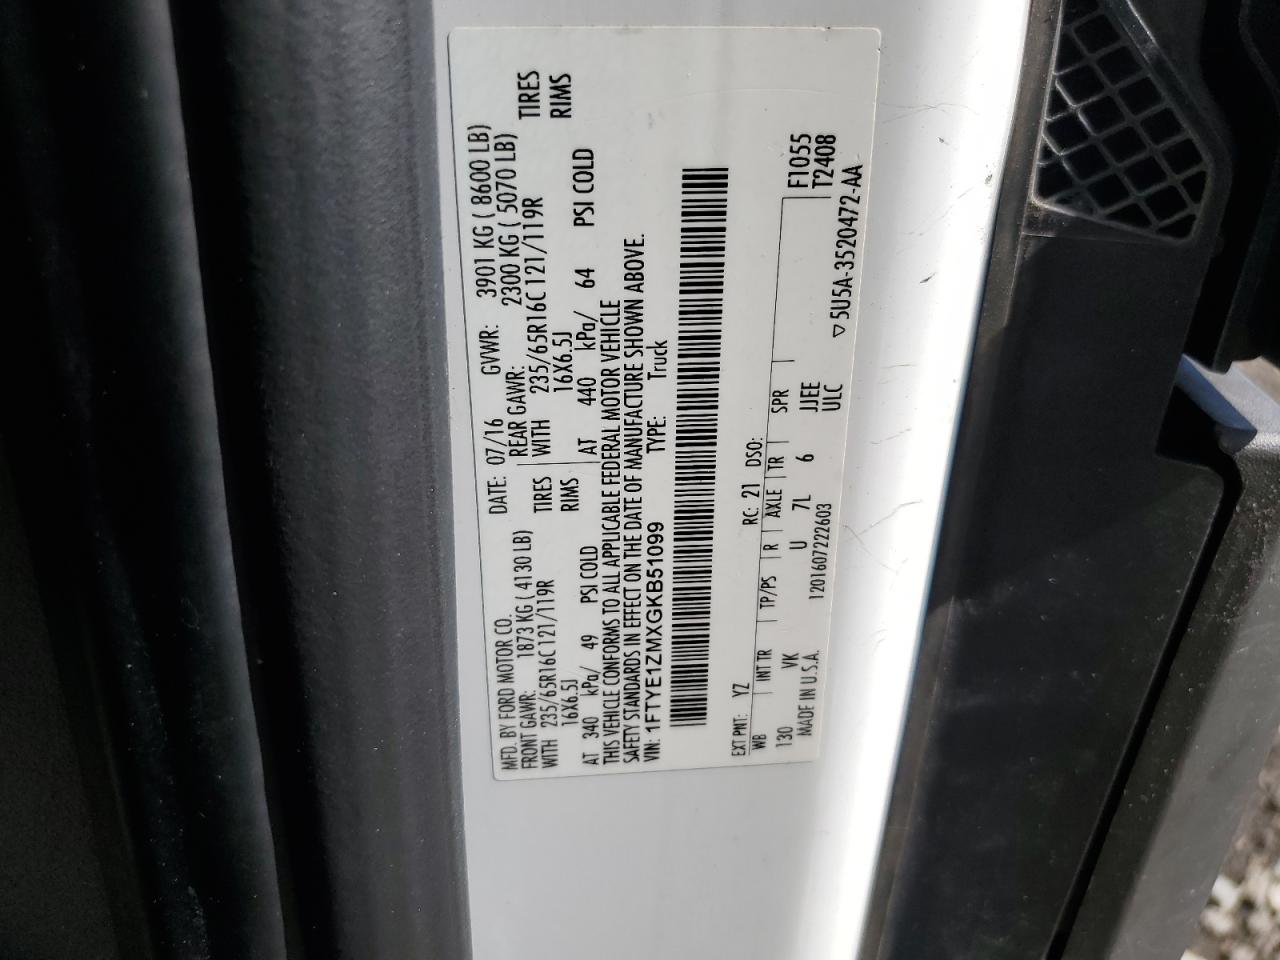 MFD. BY FORD MOTOR CO. DATE: 07/16 GVWR: 3901 KG ( 8600 LB)
FRONT GAWR: 1873 KG ( 4130 LB) REAR GAWR: 2300 KG ( 5070 LB)
WITH 235/65R16C 121/119R TIRES WITH 235/65R16C 121/119R TIRES
16X6.5J RIMS 16X6.5J RIMS
AT 340 kPa/ 49 PSI COLD AT 440 kPa/ 64 PSI COLD
THIS VEHICLE CONFORMS TO ALL APPLICABLE FEDERAL MOTOR VEHICLE
SAFETY STANDARDS IN EFFECT ON THE DATE OF MANUFACTURE SHOWN ABOVE.
VIN: 1FTYE1ZMXGKB51099 TYPE: Truck
EXT PNT: YZ RC: 21 DSO:
WB INT TR TP/PS R AXLE TR SPR F1055
T2408
130 VK U 7L 6 JJEE
MADE IN U.S.A. 1201607222603 ULC
▽5U5A-3520472-AA